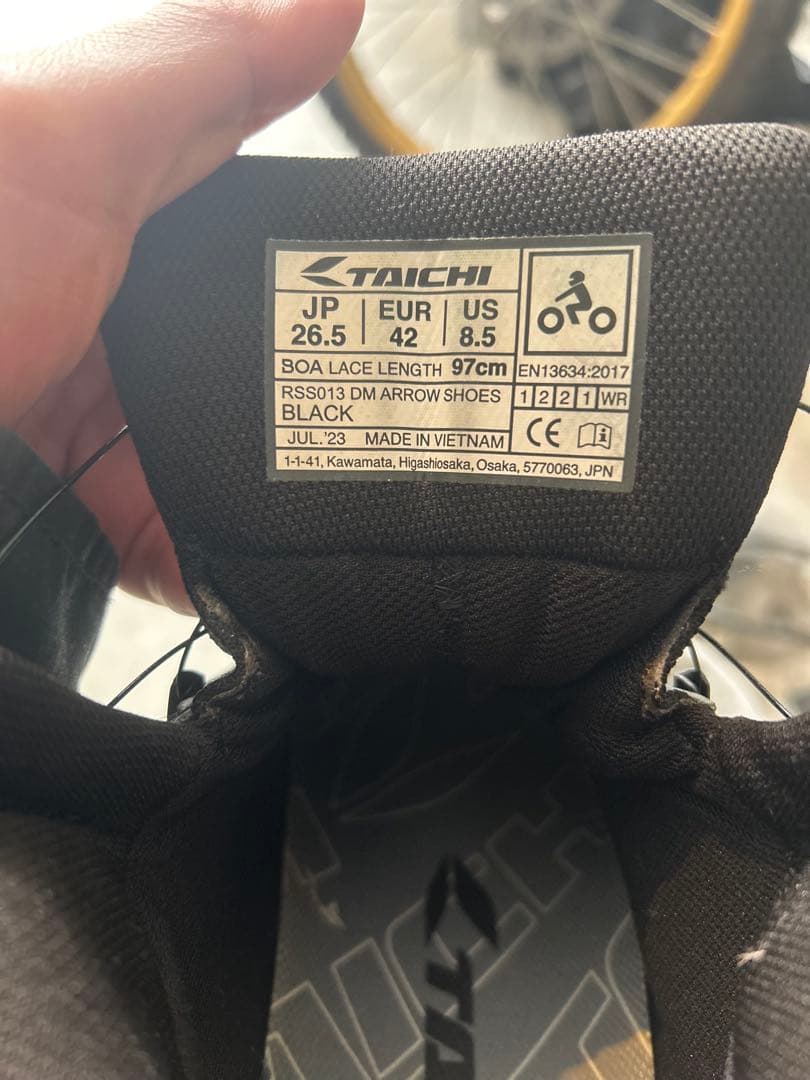 TAICHI
JP EUR US
26.5 42 8.5
BOA LACE LENGTH 97cm
EN13634:2017
RSS013 DM ARROW SHOES
BLACK
1 2 2 1 WR
CE
JUL.'23 MADE IN VIETNAM
1-1-41, Kawamata, Higashiosaka, Osaka, 5770063, JPN